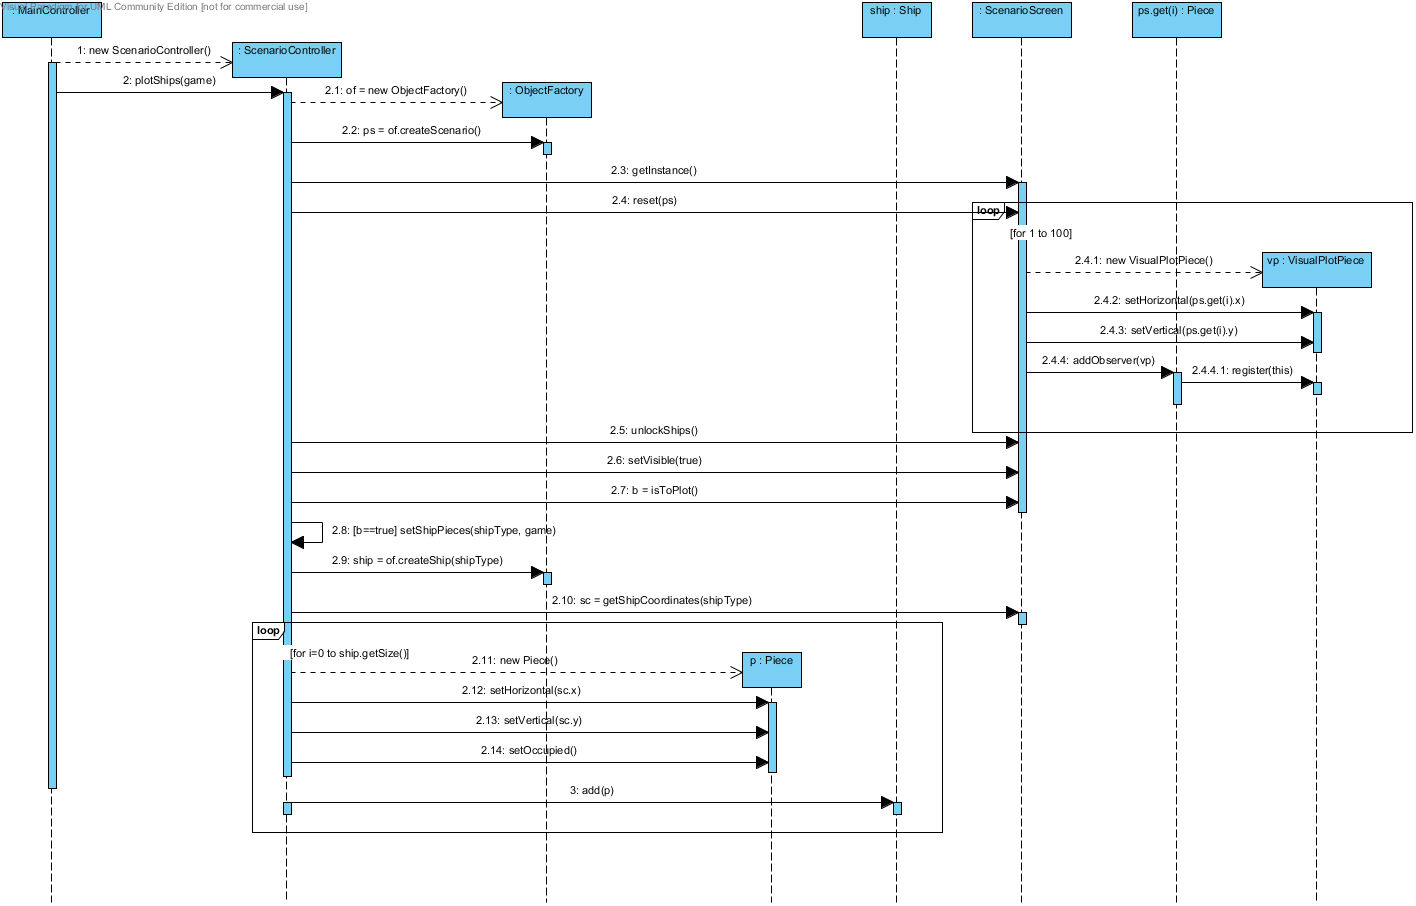 Visual Paradigm for UML Community Edition [not for commercial use]
: MainController
ship : Ship
: ScenarioScreen
ps.get(i) : Piece
1: new ScenarioController()
: ScenarioController
2: plotShips(game)
2.1: of = new ObjectFactory()
: ObjectFactory
2.2: ps = of.createScenario()
2.3: getInstance()
2.4: reset(ps)
loop
[for 1 to 100]
2.4.1: new VisualPlotPiece()
vp : VisualPlotPiece
2.4.2: setHorizontal(ps.get(i).x)
2.4.3: setVertical(ps.get(i).y)
2.4.4: addObserver(vp)
2.4.4.1: register(this)
2.5: unlockShips()
2.6: setVisible(true)
2.7: b = isToPlot()
2.8: [b==true] setShipPieces(shipType, game)
2.9: ship = of.createShip(shipType)
2.10: sc = getShipCoordinates(shipType)
loop
[for i=0 to ship.getSize()]
2.11: new Piece()
p : Piece
2.12: setHorizontal(sc.x)
2.13: setVertical(sc.y)
2.14: setOccupied()
3: add(p)